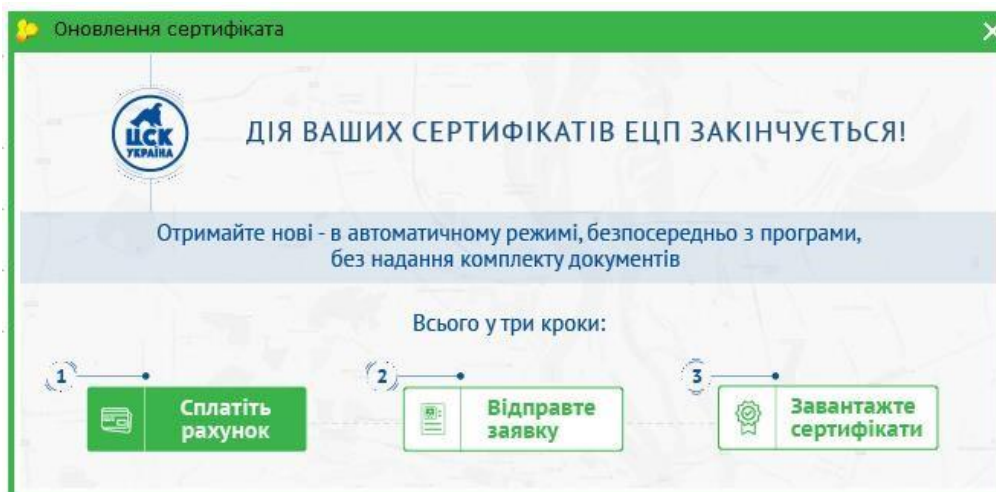 Оновлення сертифіката
ЦСК
УКРАЇНА
ДІЯ ВАШИХ СЕРТИФІКАТІВ ЕЦП ЗАКІНЧУЄТЬСЯ!
Отримайте нові - в автоматичному режимі, безпосередньо з програми,
без надання комплекту документів
Всього у три кроки:
1
Сплатіть
рахунок
2
Відправте
заявку
3
Завантажте
сертифікати